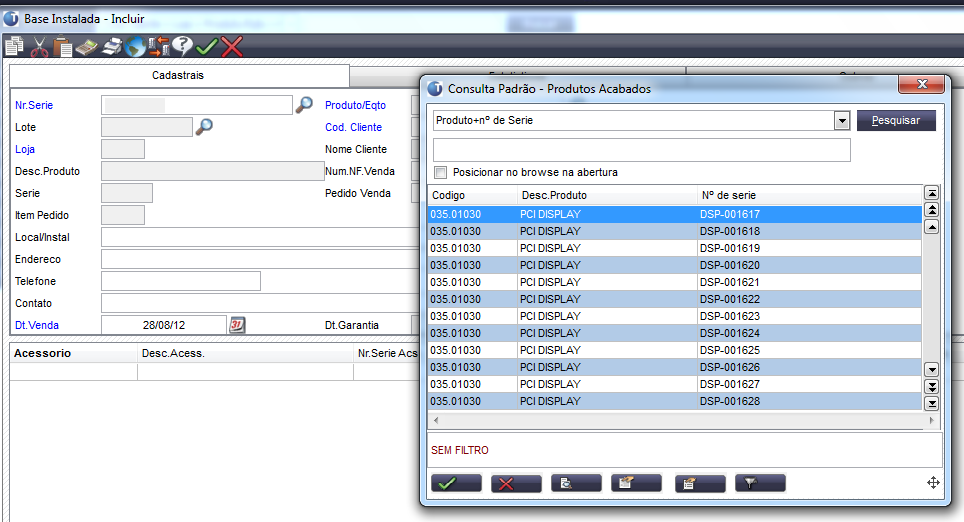 Base Instalada - Incluir
Cadastrais
Nr.Serie
Produto/Eqto
Lote
Cod. Cliente
Loja
Nome Cliente
Desc.Produto
Num.NF.Venda
Serie
Pedido Venda
Item Pedido
Local/Instal
Endereco
Telefone
Contato
Dt.Venda 28/08/12 31 Dt.Garantia
Acessorio Desc.Acess. Nr.Serie Acs
Consulta Padrão - Produtos Acabados
Produto+nº de Serie Pesquisar
Posicionar no browse na abertura
Codigo Desc.Produto Nº de serie
035.01030 PCI DISPLAY DSP-001617
035.01030 PCI DISPLAY DSP-001618
035.01030 PCI DISPLAY DSP-001619
035.01030 PCI DISPLAY DSP-001620
035.01030 PCI DISPLAY DSP-001621
035.01030 PCI DISPLAY DSP-001622
035.01030 PCI DISPLAY DSP-001623
035.01030 PCI DISPLAY DSP-001624
035.01030 PCI DISPLAY DSP-001625
035.01030 PCI DISPLAY DSP-001626
035.01030 PCI DISPLAY DSP-001627
035.01030 PCI DISPLAY DSP-001628
SEM FILTRO